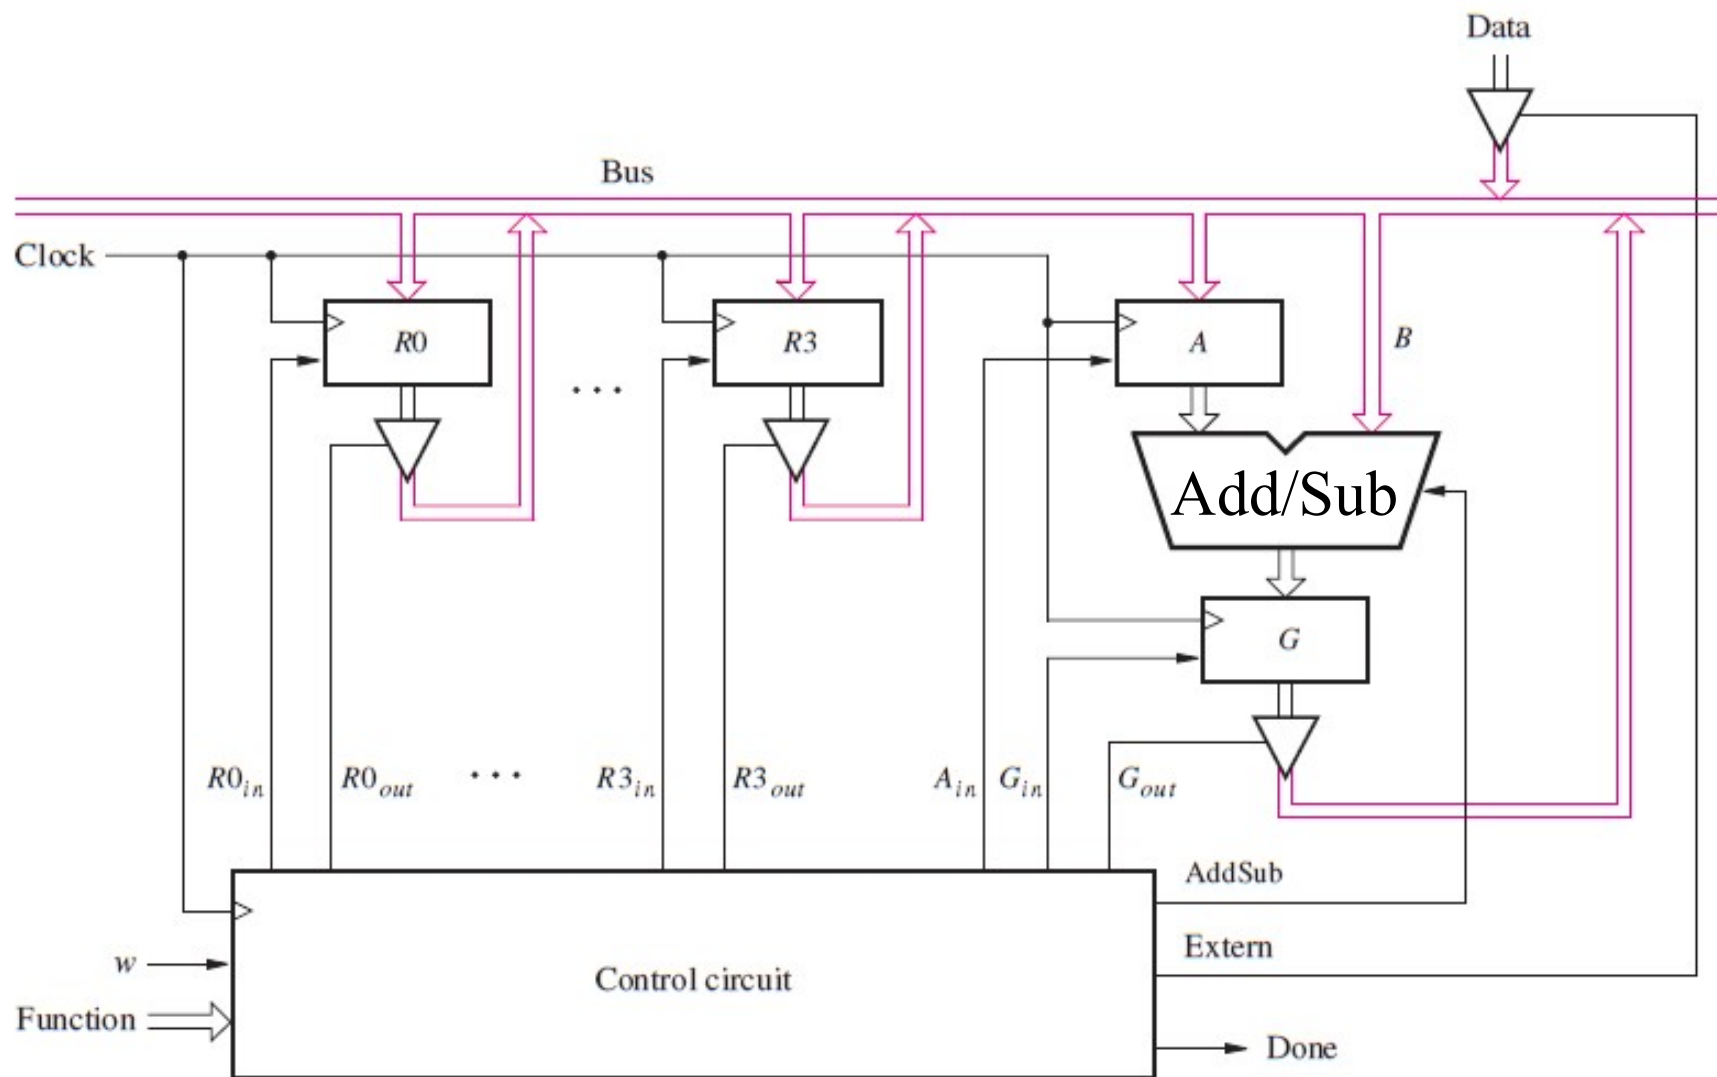 Data
Bus
Clock
R0
R3
A
B
. . .
Add/Sub
G
R0in
R0out
. . .
R3in
R3out
Ain
Gin
Gout
AddSub
Extern
w
Control circuit
Function
Done